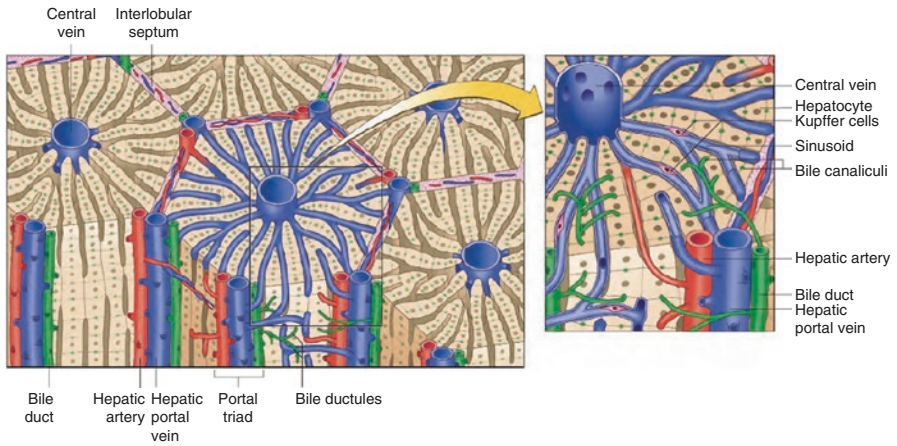 Central
vein
Interlobular
septum
Central vein
Hepatocyte
Kupffer cells
Sinusoid
Bile canaliculi
Hepatic artery
Bile duct
Hepatic
portal vein
Bile
duct
Hepatic
artery
Hepatic
portal
vein
Portal
triad
Bile ductules